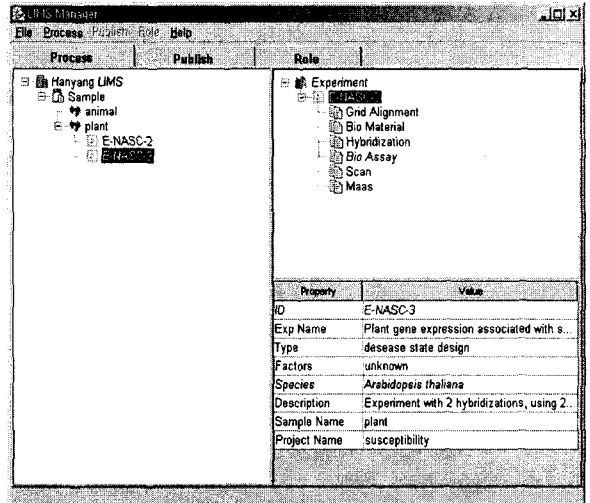 LIMS Manager
File Process Publish Role Help
Process Publish Role
Hanyang LIMS
Sample
animal
plant
E-NASC-2
Experiment
Grid Alignment
Bio Material
Hybridization
Bio Assay
Scan
Maas
Property Value
ID E-NASC-3
Exp Name Plant gene expression associated with s...
Type desease state design
Factors unknown
Species Arabidopsis thaliana
Description Experiment with 2 hybridizations, using 2...
Sample Name plant
Project Name susceptibility